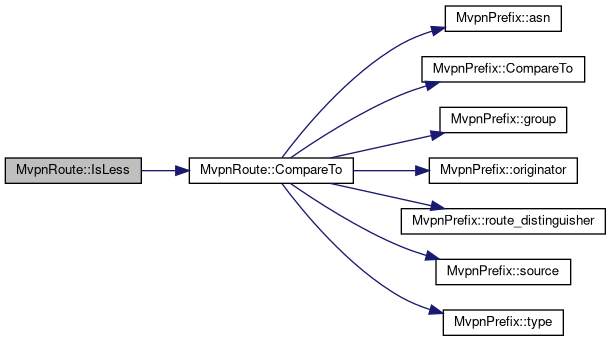 MvpnRoute::IsLess
MvpnRoute::CompareTo
MvpnPrefix::asn
MvpnPrefix::CompareTo
MvpnPrefix::group
MvpnPrefix::originator
MvpnPrefix::route_distinguisher
MvpnPrefix::source
MvpnPrefix::type